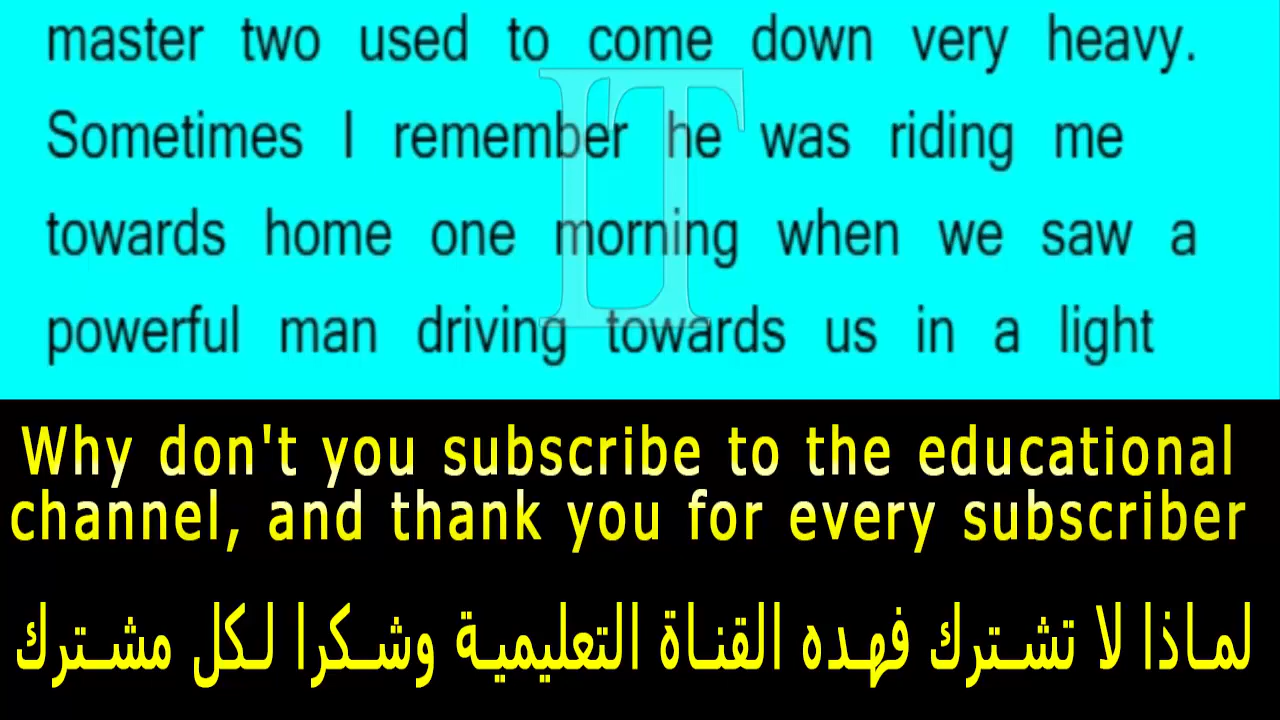 master two used to come down very heavy.
Sometimes I remember he was riding me
towards home one morning when we saw a
powerful man driving towards us in a light
LT
Why don't you subscribe to the educational
channel, and thank you for every subscriber
لماذا لا تشترك فهده القناة التعليمية وشكرا لكل مشترك